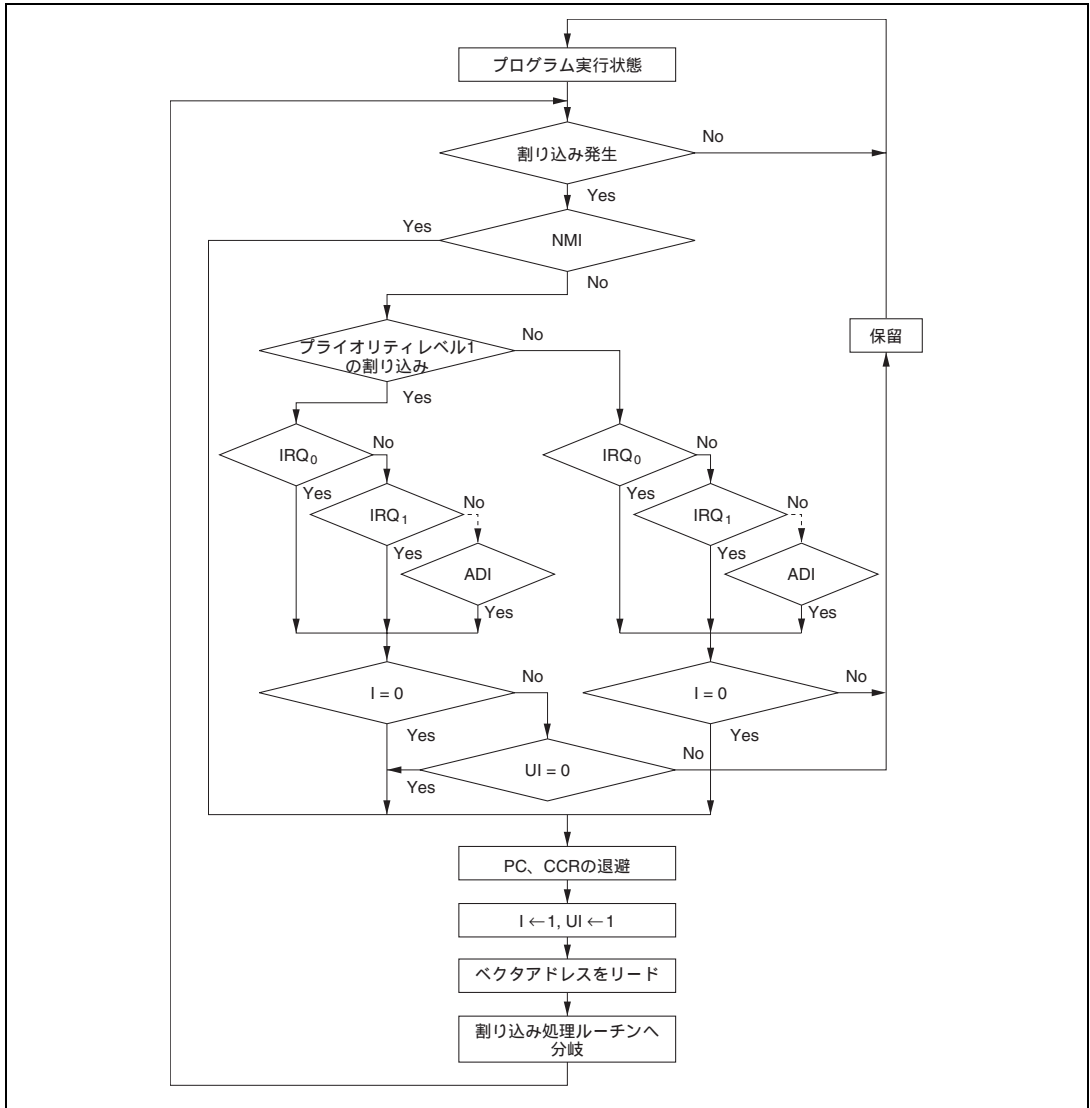 プログラム実行状態
割り込み発生
No
Yes
Yes
NMI
No
プライオリティレベル1
の割り込み
No
保留
Yes
IRQ0
No
IRQ0
No
Yes
IRQ1
No
Yes
IRQ1
No
Yes
ADI
Yes
ADI
Yes
Yes
I = 0
No
I = 0
No
Yes
Yes
UI = 0
No
Yes
PC、CCRの退避
I ←1, UI ←1
ベクタアドレスをリード
割り込み処理ルーチンへ
分岐